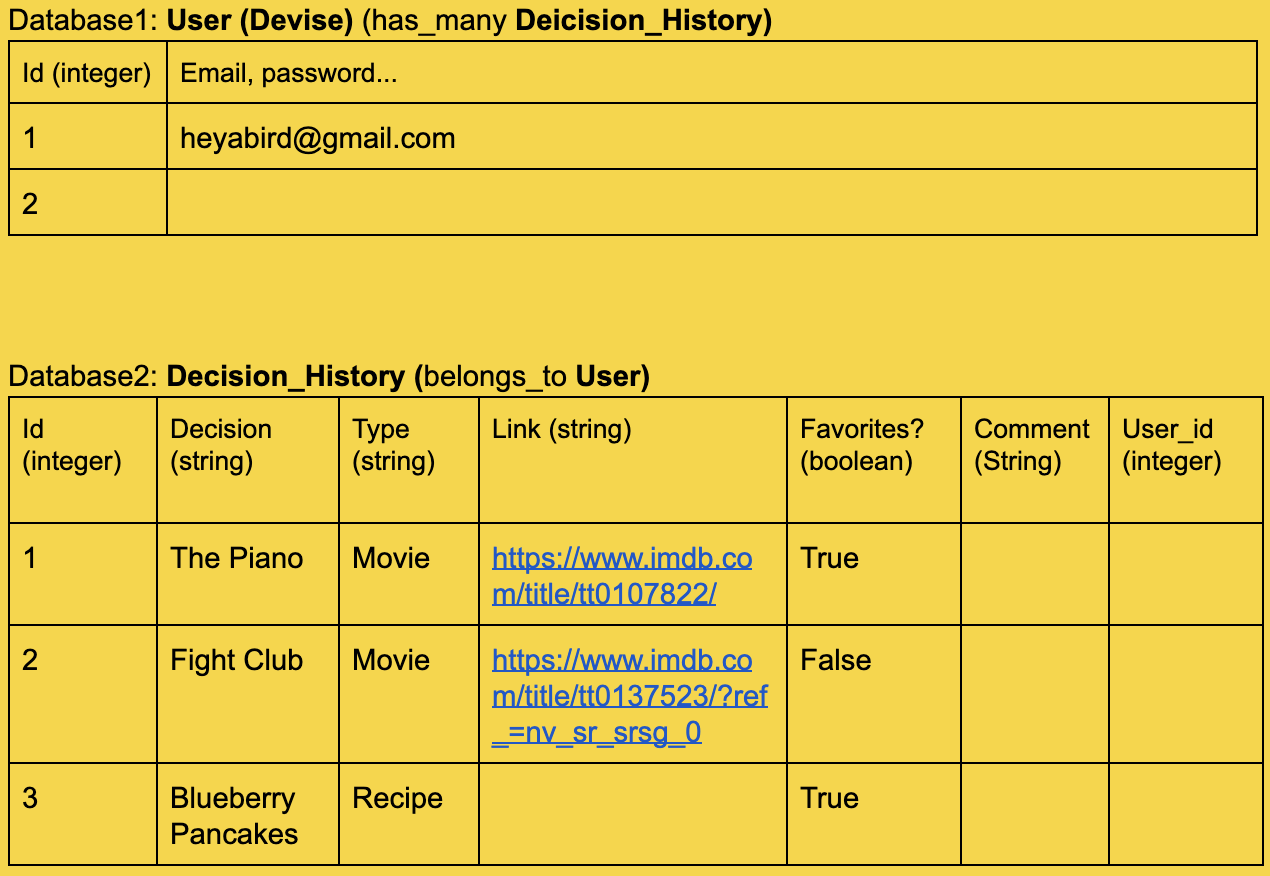 Database1: User (Devise) (has_many Deicision_History)
Id (integer) Email, password...
1 heyabird@gmail.com
2
Database2: Decision_History (belongs_to User)
Id Decision Type Link (string) Favorites? Comment User_id
(integer) (string) (string) (boolean) (String) (integer)
1 The Piano Movie https://www.imdb.co True
m/title/tt0107822/
2 Fight Club Movie https://www.imdb.co False
m/title/tt0137523/?ref
_=nv_sr_srsg_0
3 Blueberry Recipe True
Pancakes